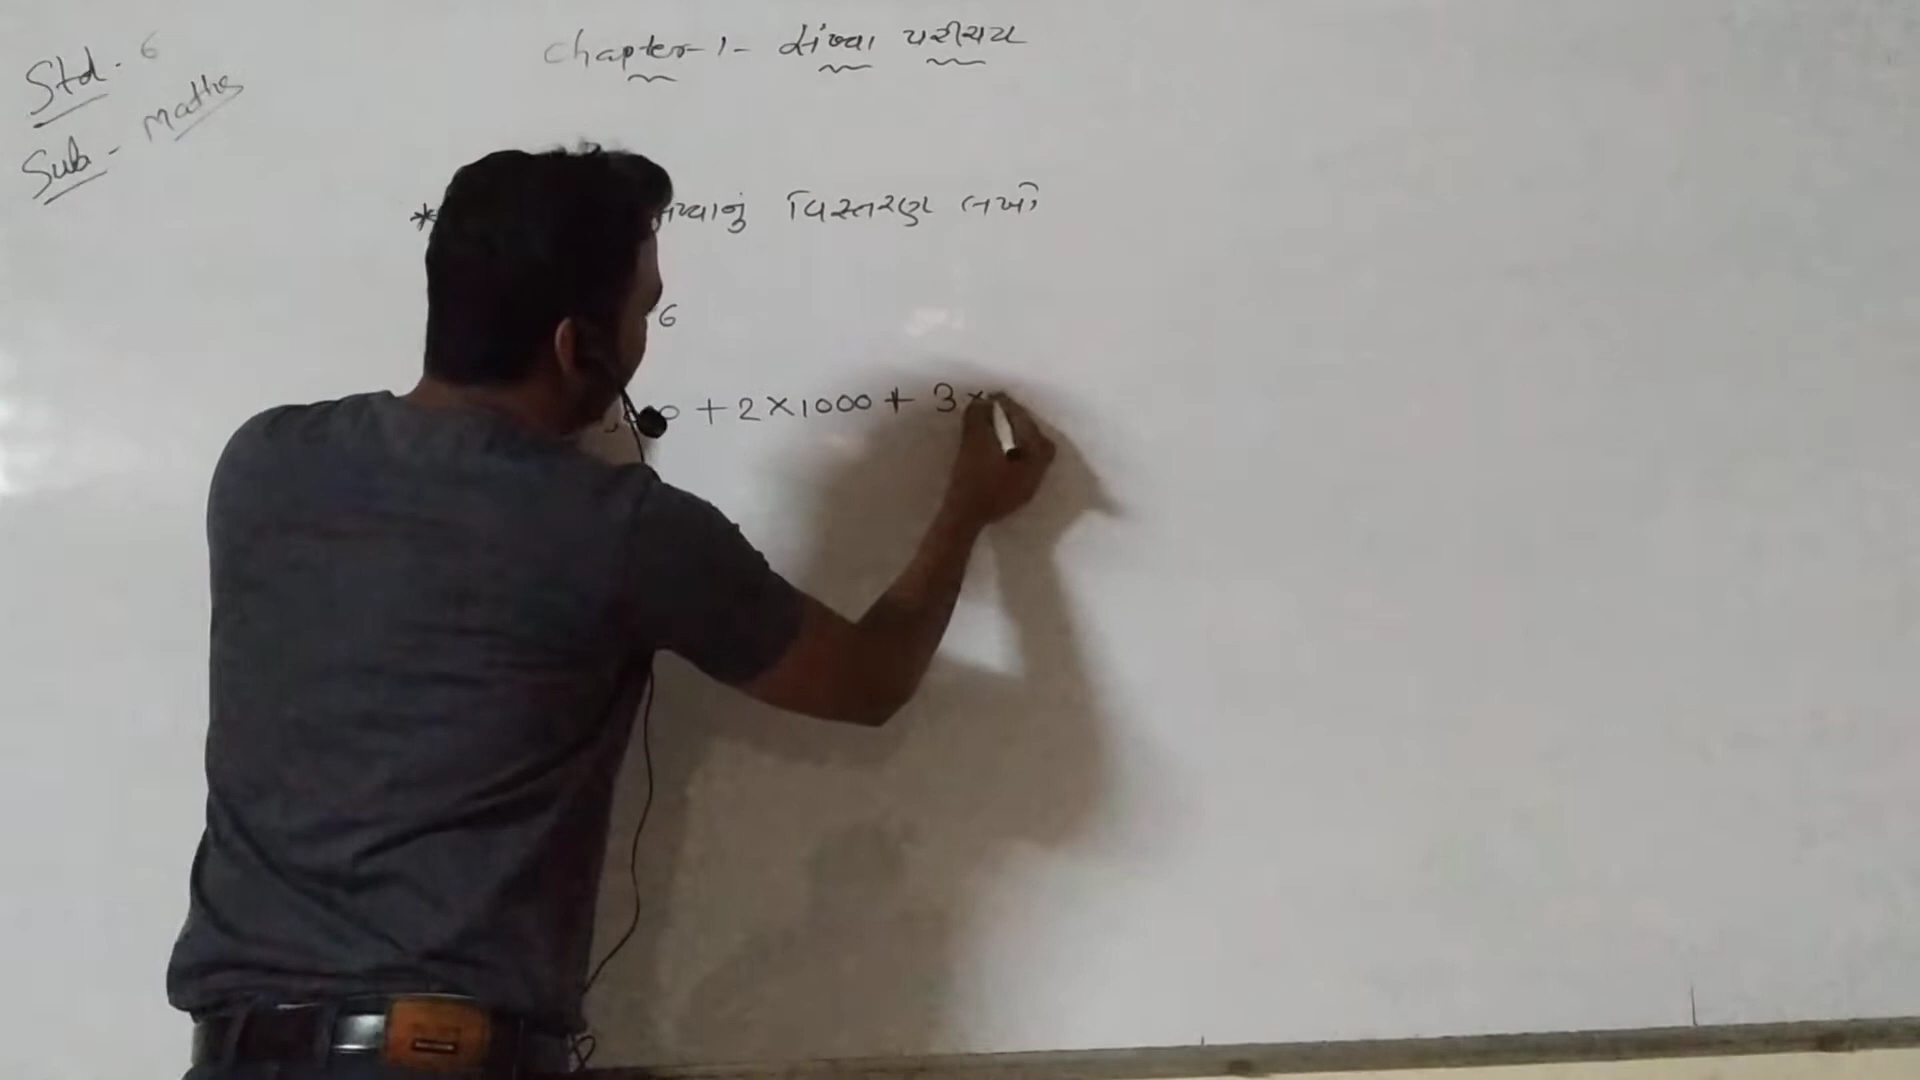 Std. 6
Sub - Maths
Chapter-1- સંખ્યા પરીચય
* વિસ્તરણ લખો
6
+ 2×1000 + 3×